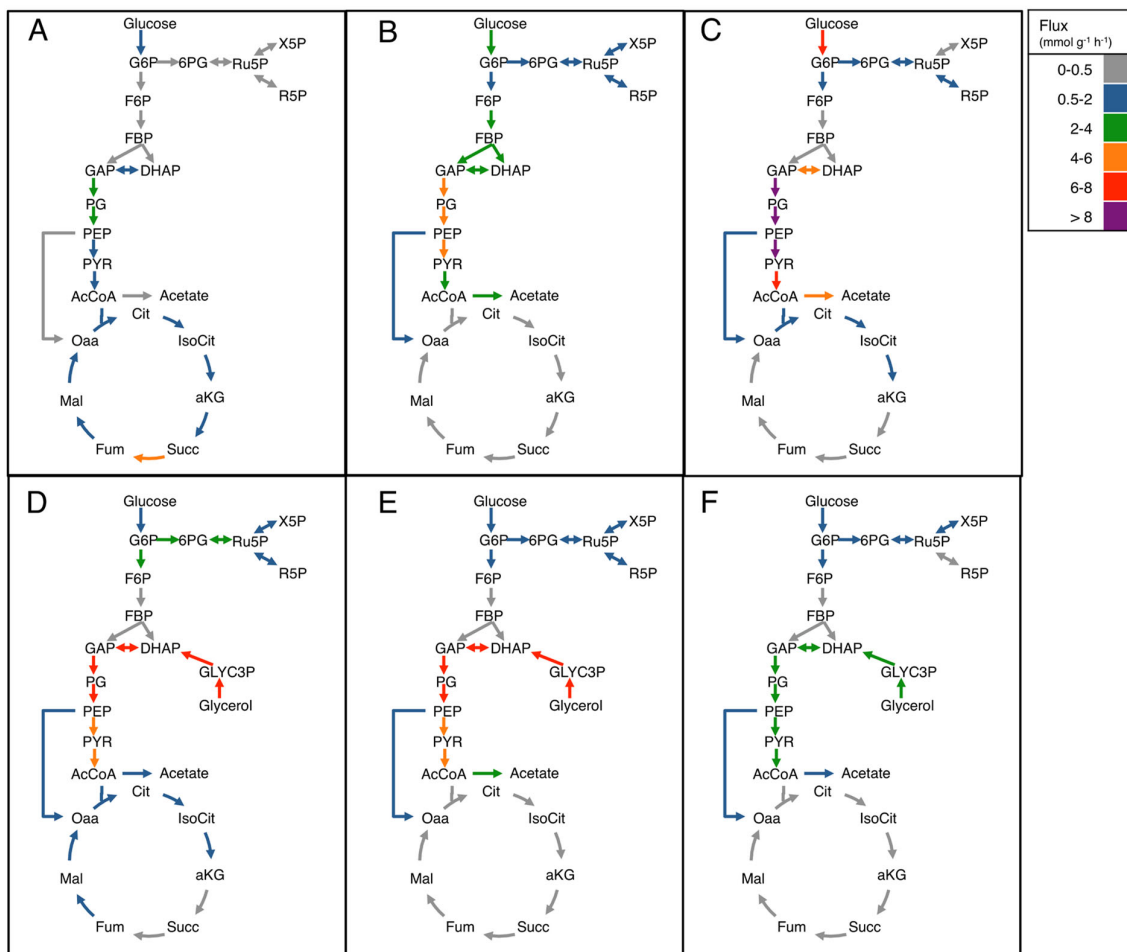 A
Glucose
G6P
6PG
Ru5P
X5P
R5P
F6P
FBP
GAP
DHAP
PG
PEP
PYR
AcCoA
Acetate
Cit
Oaa
IsoCit
Mal
aKG
Fum
Succ
B
Glucose
G6P
6PG
Ru5P
X5P
R5P
F6P
FBP
GAP
DHAP
PG
PEP
PYR
AcCoA
Acetate
Cit
Oaa
IsoCit
Mal
aKG
Fum
Succ
C
Glucose
G6P
6PG
Ru5P
X5P
R5P
F6P
FBP
GAP
DHAP
PG
PEP
PYR
AcCoA
Acetate
Cit
Oaa
IsoCit
Mal
aKG
Fum
Succ
Flux
(mmol g⁻¹ h⁻¹)
0-0.5
0.5-2
2-4
4-6
6-8
> 8
D
Glucose
G6P
6PG
Ru5P
X5P
R5P
F6P
FBP
GAP
DHAP
GLYC3P
PG
Glycerol
PEP
PYR
AcCoA
Acetate
Cit
Oaa
IsoCit
Mal
aKG
Fum
Succ
E
Glucose
G6P
6PG
Ru5P
X5P
R5P
F6P
FBP
GAP
DHAP
GLYC3P
PG
Glycerol
PEP
PYR
AcCoA
Acetate
Cit
Oaa
IsoCit
Mal
aKG
Fum
Succ
F
Glucose
G6P
6PG
Ru5P
X5P
R5P
F6P
FBP
GAP
DHAP
GLYC3P
PG
Glycerol
PEP
PYR
AcCoA
Acetate
Cit
Oaa
IsoCit
Mal
aKG
Fum
Succ